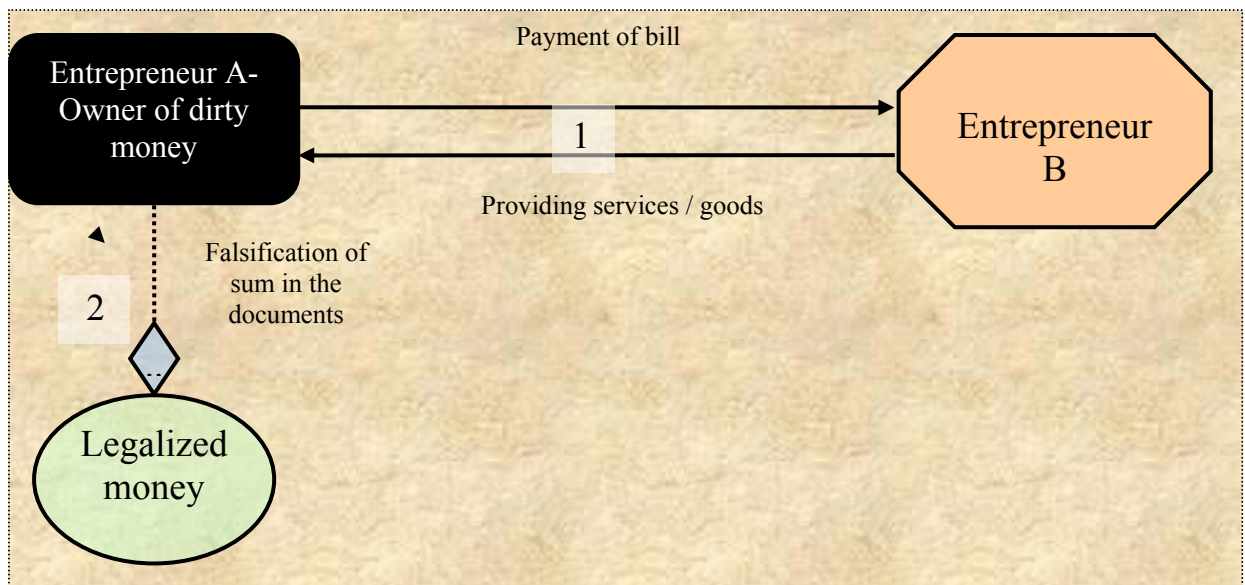 Payment of bill
Entrepreneur A-
Owner of dirty
money
1
Entrepreneur
B
Providing services / goods
Falsification of
sum in the
documents
2
Legalized
money